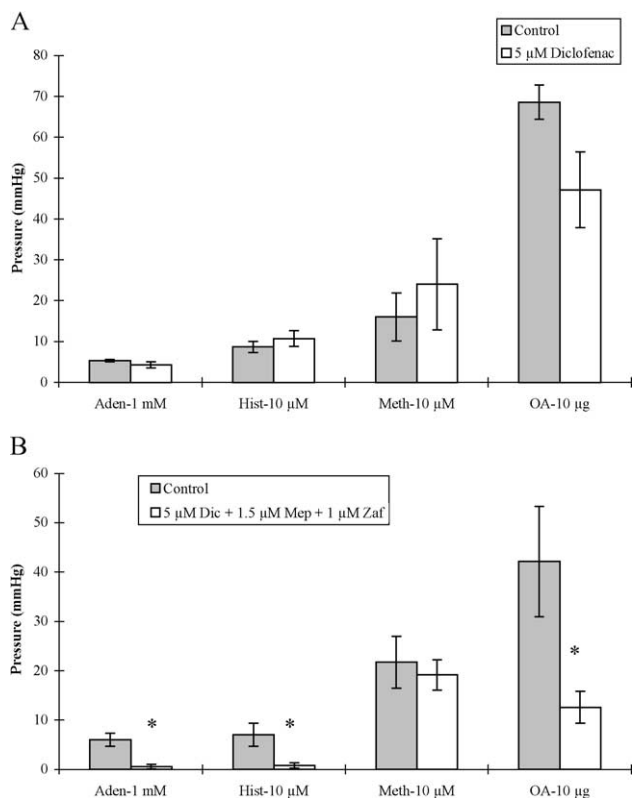 A
Control
5 µM Diclofenac
80
70
60
50
40
30
20
10
0
Pressure (mmHg)
Aden-1 mM Hist-10 µM Meth-10 µM OA-10 µg
B
Control
5 µM Dic + 1.5 µM Mep + 1 µM Zaf
60
50
40
30
20
10
0
Pressure (mmHg)
* * *
Aden-1 mM Hist-10 µM Meth-10 µM OA-10 µg